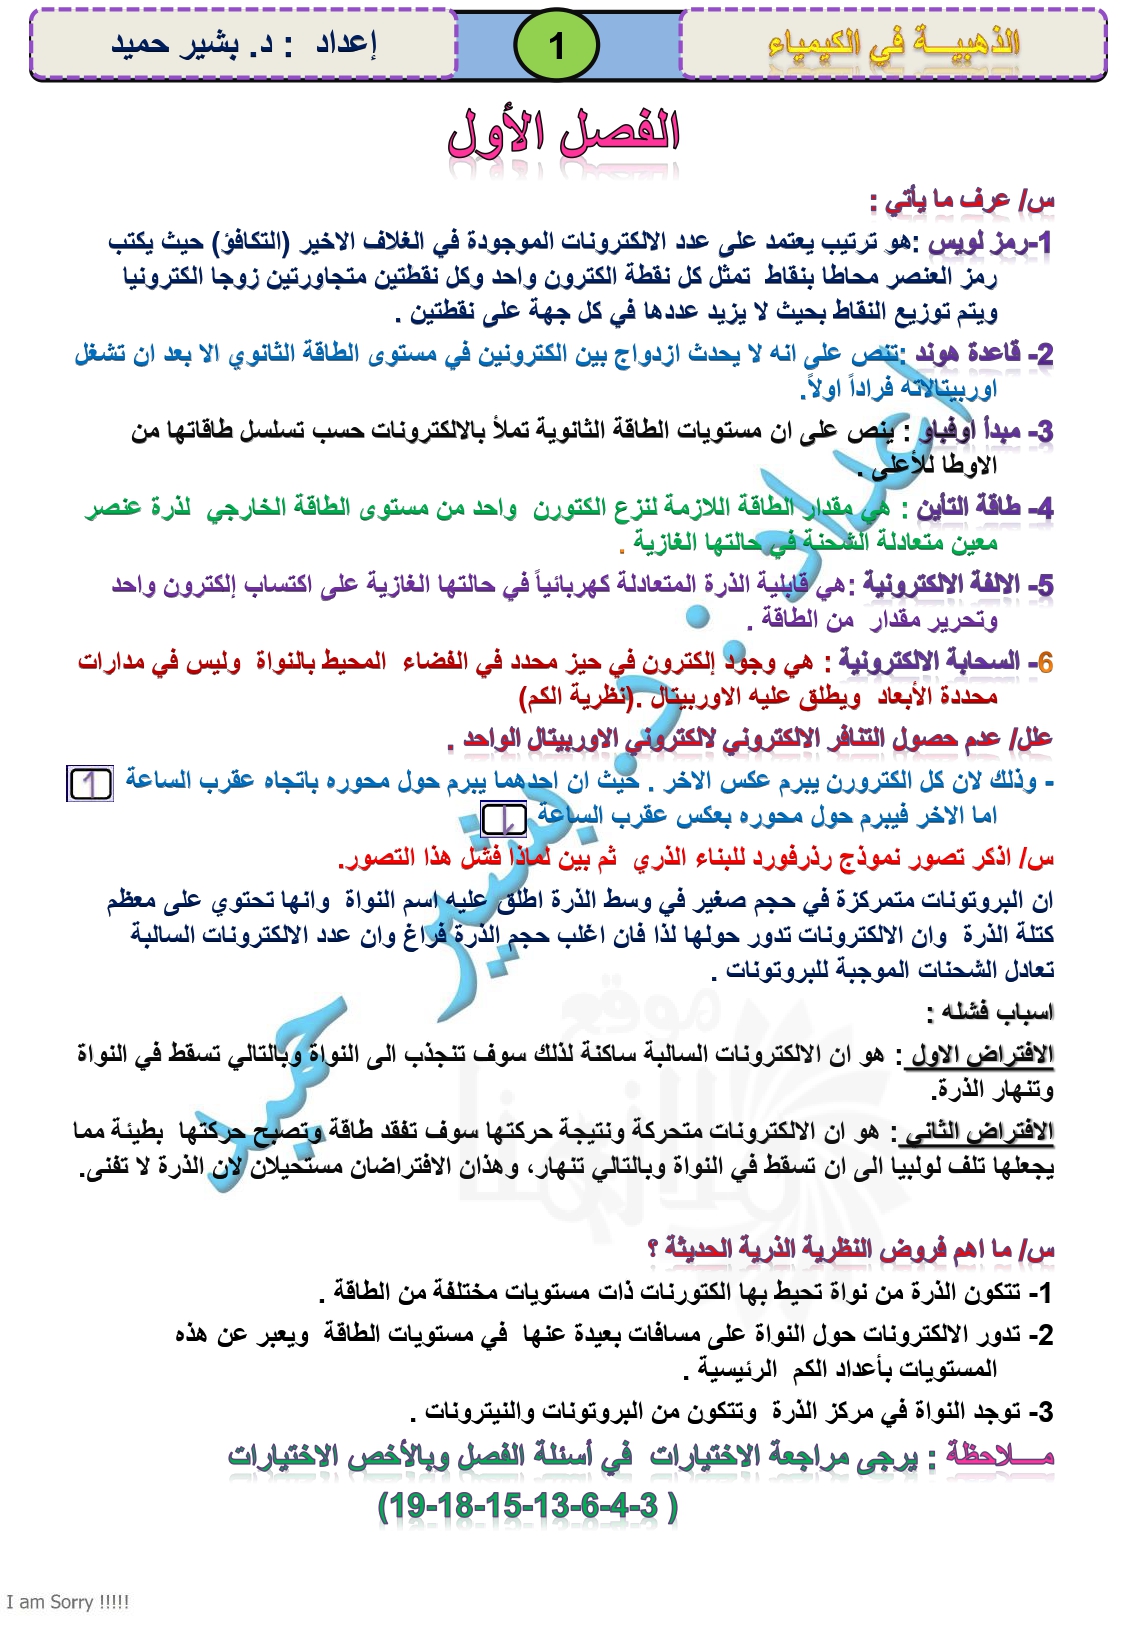 الذهبيـــة في الكيمياء
1
إعداد : د. بشير حميد
الفصل الأول
س/ عرف ما يأتي :
1-رمز لويس :هو ترتيب يعتمد على عدد الالكترونات الموجودة في الغلاف الاخير (التكافؤ) حيث يكتب
رمز العنصر محاطا بنقاط تمثل كل نقطة الكترون واحد وكل نقطتين متجاورتين زوجا الكترونيا
ويتم توزيع النقاط بحيث لا يزيد عددها في كل جهة على نقطتين .
2- قاعدة هوند :تنص على انه لا يحدث ازدواج بين الكترونين في مستوى الطاقة الثانوي الا بعد ان تشغل
اوربيتالاته فراداً اولاً.
3- مبدأ اوفباو : ينص على ان مستويات الطاقة الثانوية تملأ بالالكترونات حسب تسلسل طاقاتها من
الاوطا للأعلى .
4- طاقة التأين : هي مقدار الطاقة اللازمة لنزع الكتورن واحد من مستوى الطاقة الخارجي لذرة عنصر
معين متعادلة الشحنة في حالتها الغازية .
5- الالفة الالكترونية :هي قابلية الذرة المتعادلة كهربائياً في حالتها الغازية على اكتساب إلكترون واحد
وتحرير مقدار من الطاقة .
6- السحابة الالكترونية : هي وجود إلكترون في حيز محدد في الفضاء المحيط بالنواة وليس في مدارات
محددة الأبعاد ويطلق عليه الاوربيتال .(نظرية الكم)
علل/ عدم حصول التنافر الالكتروني لالكتروني الاوربيتال الواحد .
- وذلك لان كل الكترورن يبرم عكس الاخر . حيث ان احدهما يبرم حول محوره باتجاه عقرب الساعة
اما الاخر فيبرم حول محوره بعكس عقرب الساعة
س/ اذكر تصور نموذج رذرفورد للبناء الذري ثم بين لماذا فشل هذا التصور.
ان البروتونات متمركزة في حجم صغير في وسط الذرة اطلق عليه اسم النواة وانها تحتوي على معظم
كتلة الذرة وان الالكترونات تدور حولها لذا فان اغلب حجم الذرة فراغ وان عدد الالكترونات السالبة
تعادل الشحنات الموجبة للبروتونات .
اسباب فشله :
الافتراض الاول : هو ان الالكترونات السالبة ساكنة لذلك سوف تنجذب الى النواة وبالتالي تسقط في النواة
وتنهار الذرة.
الافتراض الثاني : هو ان الالكترونات متحركة ونتيجة حركتها سوف تفقد طاقة وتصبح حركتها بطيئة مما
يجعلها تلف لولبيا الى ان تسقط في النواة وبالتالي تنهار، وهذان الافتراضان مستحيلان لان الذرة لا تفنى.
س/ ما اهم فروض النظرية الذرية الحديثة ؟
1- تتكون الذرة من نواة تحيط بها الكتورنات ذات مستويات مختلفة من الطاقة .
2- تدور الالكترونات حول النواة على مسافات بعيدة عنها في مستويات الطاقة ويعبر عن هذه
المستويات بأعداد الكم الرئيسية .
3- توجد النواة في مركز الذرة وتتكون من البروتونات والنيترونات .
مـــلاحظة : يرجى مراجعة الاختيارات في أسئلة الفصل وبالأخص الاختيارات
(19-18-15-13-6-4-3 )
اعداد : د. بشير حميد
موقع
ملازمنا
I am Sorry !!!!!